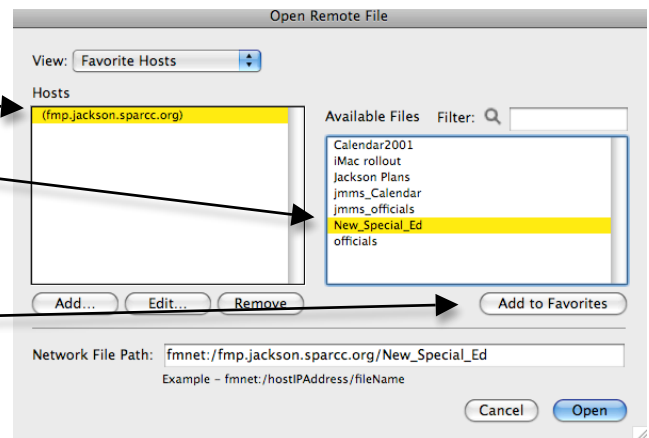 Open Remote File
View: Favorite Hosts
Hosts
(fmp.jackson.sparcc.org)
Available Files Filter:
Calendar2001
iMac rollout
Jackson Plans
jmms_Calendar
jmms_officials
New_Special_Ed
officials
Add... Edit... Remove
Add to Favorites
Network File Path: fmnet:/fmp.jackson.sparcc.org/New_Special_Ed
Example – fmnet:/hostIPAddress/fileName
Cancel Open